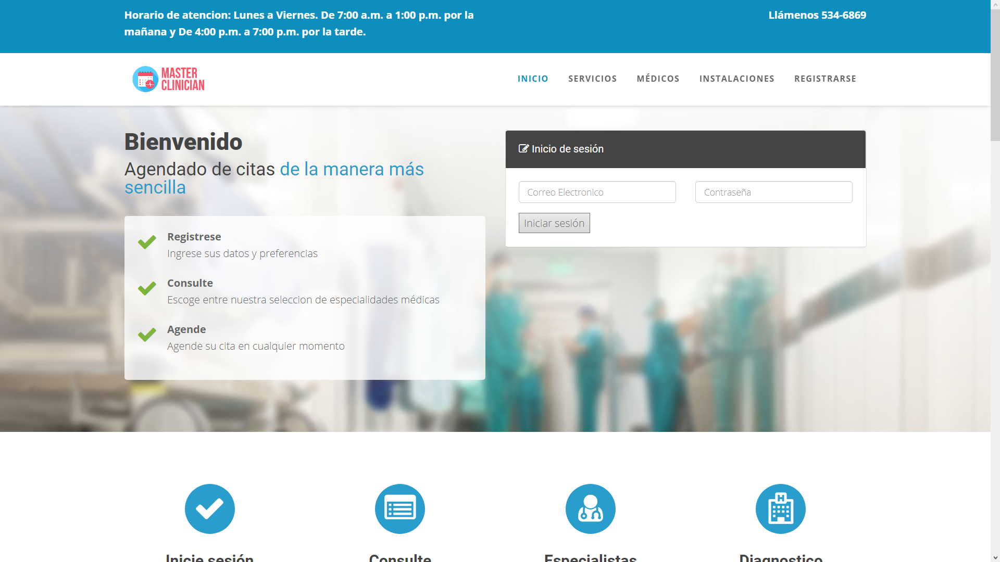 Horario de atencion: Lunes a Viernes. De 7:00 a.m. a 1:00 p.m. por la
mañana y De 4:00 p.m. a 7:00 p.m. por la tarde.
Llámenos 534-6869
MASTER
CLINICIAN
INICIO
SERVICIOS
MÉDICOS
INSTALACIONES
REGISTRARSE
Bienvenido
Agendado de citas de la manera más
sencilla
Registrese
Ingrese sus datos y preferencias
Consulte
Escoge entre nuestra seleccion de especialidades médicas
Agende
Agende su cita en cualquier momento
Inicio de sesión
Correo Electronico
Contraseña
Iniciar sesión
H
Inicie sesión
Consulte
Especialistas
Diagnostico